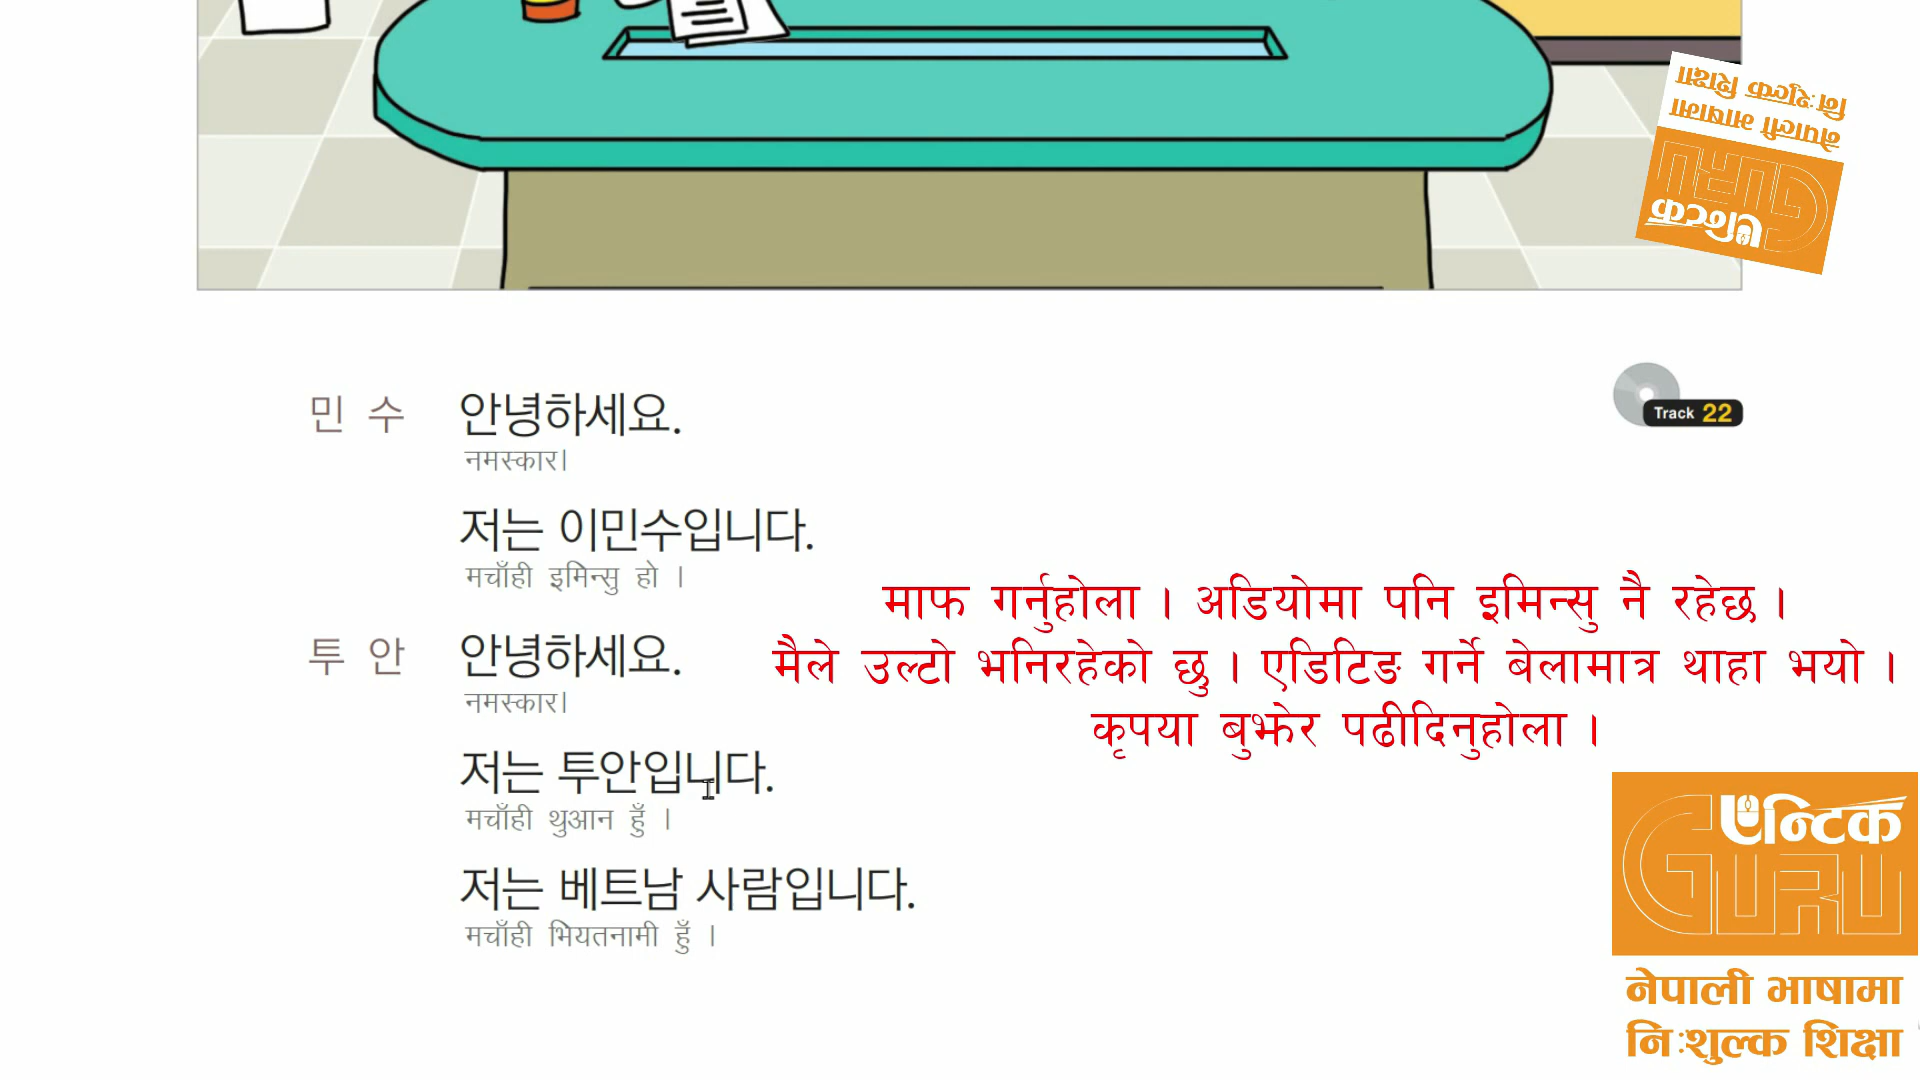 नि:शुल्क शिक्षा
नेपाली भाषामा
GURU
एन्टिक
민 수 안녕하세요.
नमस्कार।
Track 22
저는 이민수입니다.
मचाँही इमिन्सु हो ।
माफ गर्नुहोला । अडियोमा पनि इमिन्सु नै रहेछ ।
투 안 안녕하세요.
मैले उल्टो भनिरहेको छु । एडिटिङ गर्ने बेलामात्र थाहा भयो ।
नमस्कार।
कृपया बुझेर पढीदिनुहोला ।
저는 투안입니다.
मचाँही थुआन हुँ ।
저는 베트남 사람입니다.
मचाँही भियतनामी हुँ ।
एन्टिक
GURU
नेपाली भाषामा
नि:शुल्क शिक्षा